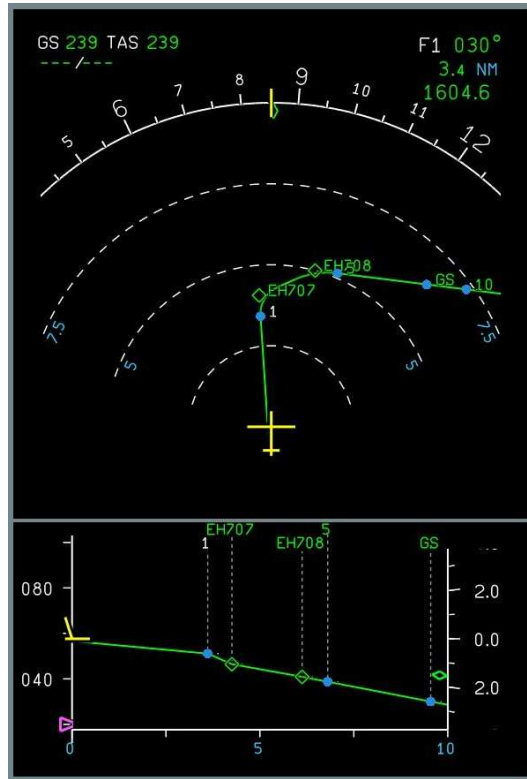 GS 239 TAS 239
---/---
F1 030°
3.4 NM
1604.6
5 6 7 8 9 10 11 12
EH708 5
EH707
GS 10
1
7.5 5 5 7.5
EH707 5
1 EH708 GS
080 2.0
0.0
040 2.0
0 5 10